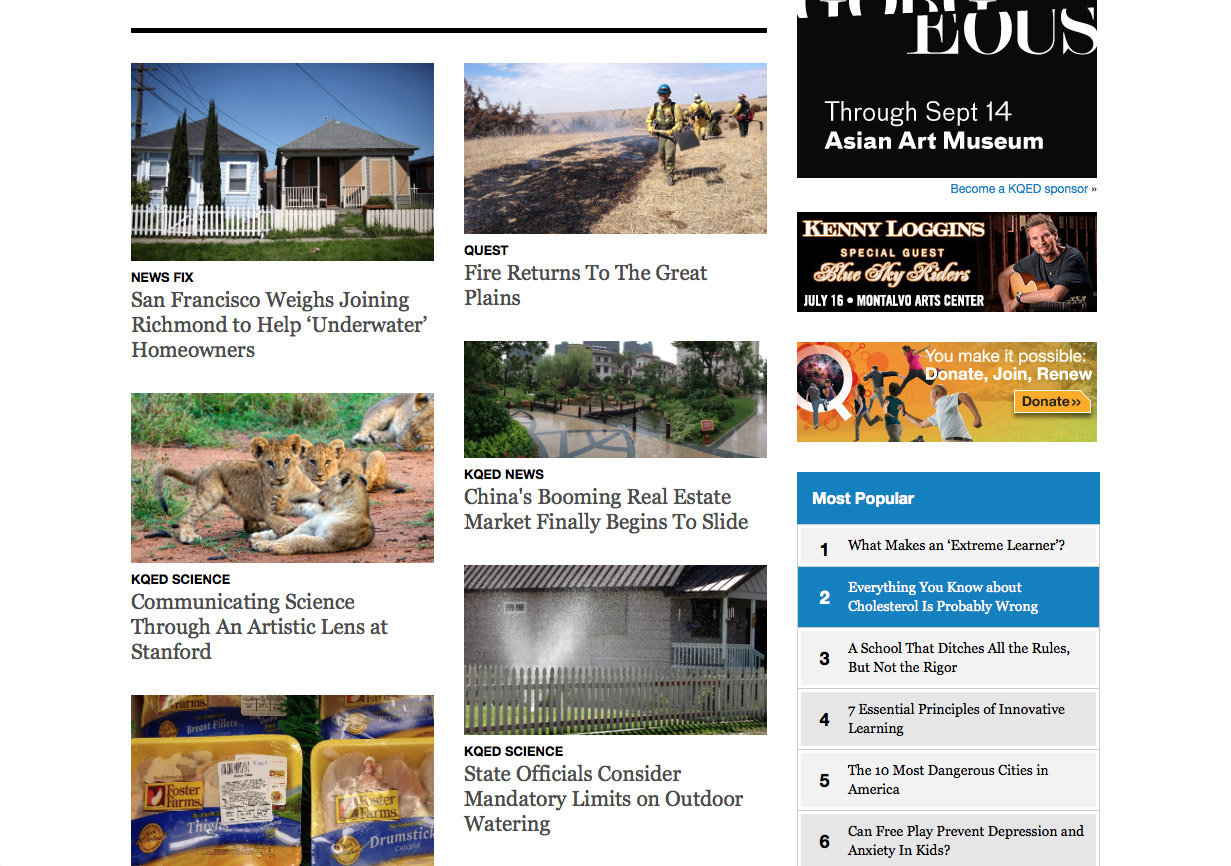 NEWS FIX
San Francisco Weighs Joining
Richmond to Help ‘Underwater’
Homeowners
KQED SCIENCE
Communicating Science
Through An Artistic Lens at
Stanford
Breast Fillets
Foster
Farms.
Thigh
Foster
Farms.
Drumstick
QUEST
Fire Returns To The Great
Plains
KQED NEWS
China's Booming Real Estate
Market Finally Begins To Slide
KQED SCIENCE
State Officials Consider
Mandatory Limits on Outdoor
Watering
EOUS
Through Sept 14
Asian Art Museum
Become a KQED sponsor »
KENNY LOGGINS
SPECIAL GUEST
Blue Sky Riders
JULY 16 • MONTALVO ARTS CENTER
You make it possible:
Donate, Join, Renew
Donate»
Most Popular
1 What Makes an ‘Extreme Learner’?
2 Everything You Know about
Cholesterol Is Probably Wrong
3 A School That Ditches All the Rules,
But Not the Rigor
4 7 Essential Principles of Innovative
Learning
5 The 10 Most Dangerous Cities in
America
6 Can Free Play Prevent Depression and
Anxiety In Kids?